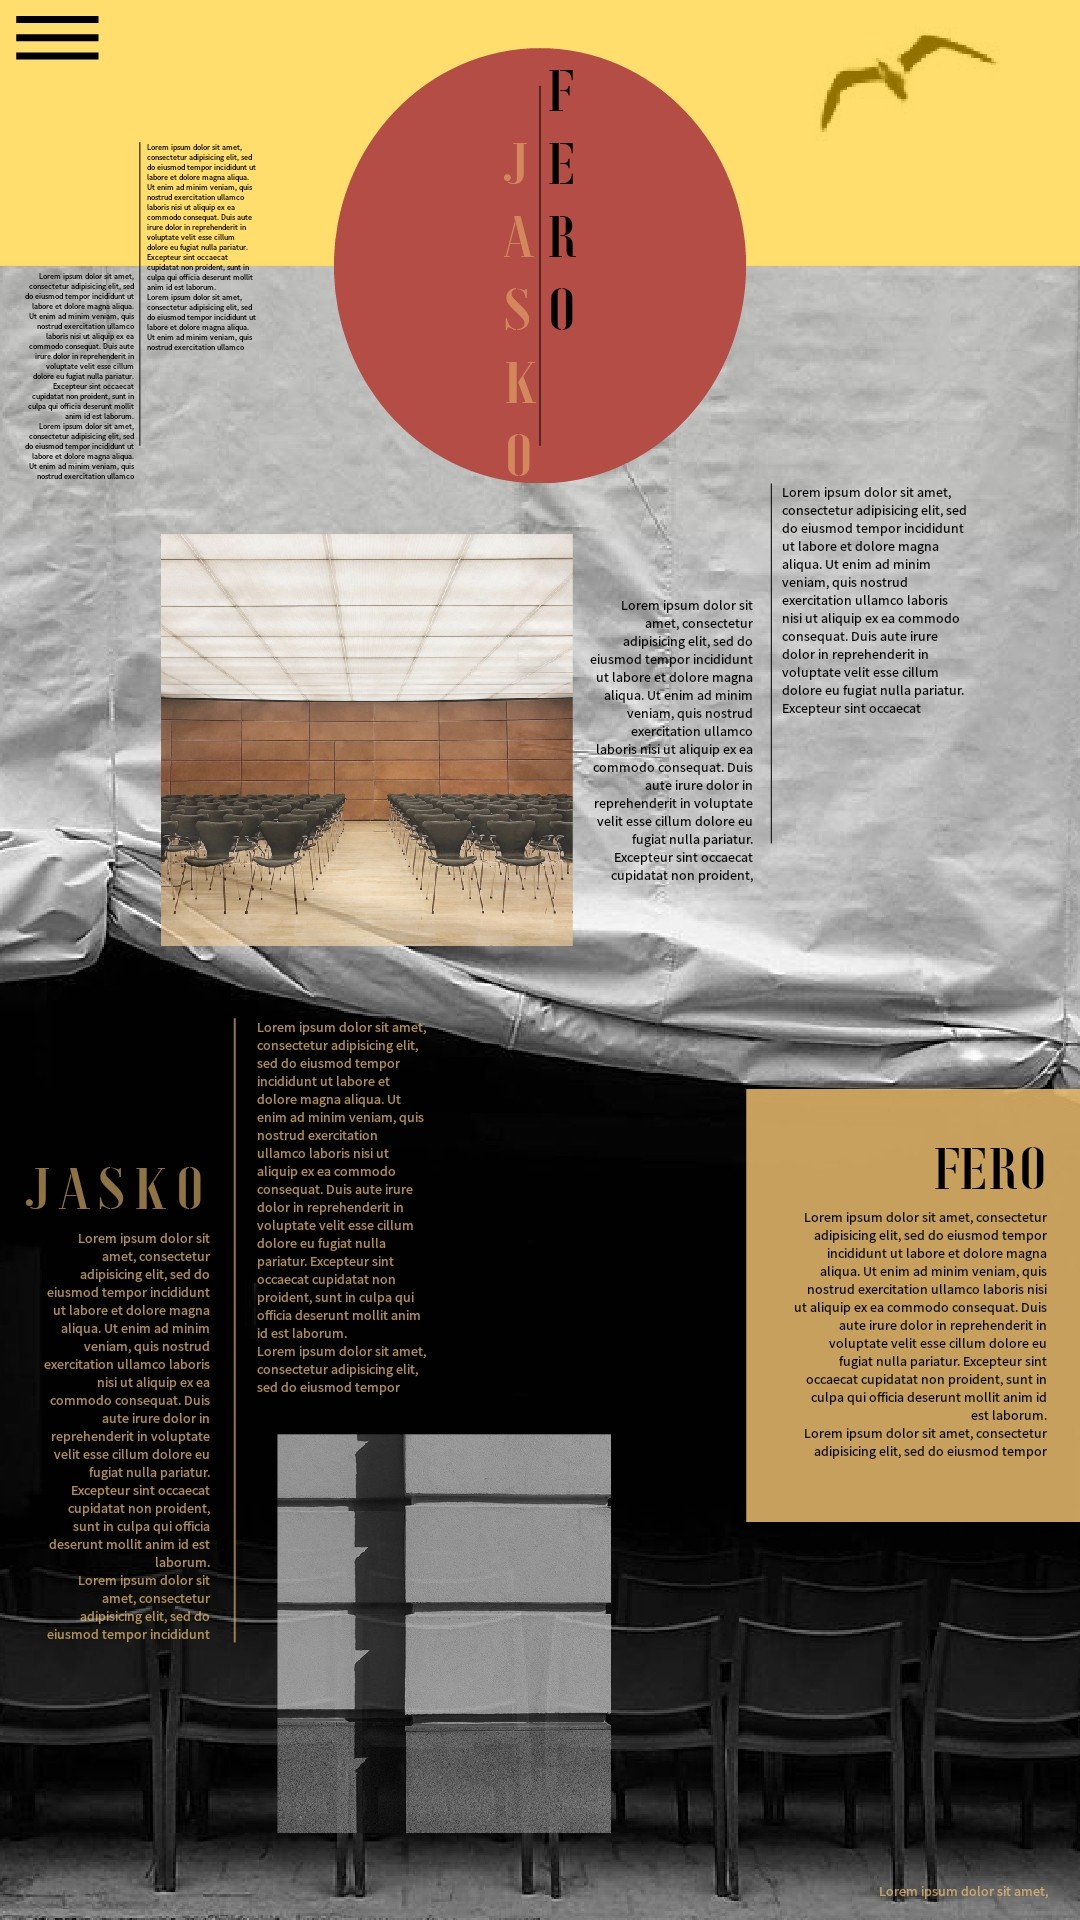 FERO
JASKO
Lorem ipsum dolor sit amet,
consectetur adipisicing elit, sed
do eiusmod tempor incididunt ut
labore et dolore magna aliqua.
Ut enim ad minim veniam, quis
nostrud exercitation ullamco
laboris nisi ut aliquip ex ea
commodo consequat. Duis aute
irure dolor in reprehenderit in
voluptate velit esse cillum
dolore eu fugiat nulla pariatur.
Excepteur sint occaecat
cupidatat non proident, sunt in
culpa qui officia deserunt mollit
anim id est laborum.
Lorem ipsum dolor sit amet,
consectetur adipisicing elit, sed
do eiusmod tempor incididunt ut
labore et dolore magna aliqua.
Ut enim ad minim veniam, quis
nostrud exercitation ullamco
Lorem ipsum dolor sit amet,
consectetur adipisicing elit, sed
do eiusmod tempor incididunt ut
labore et dolore magna aliqua.
Ut enim ad minim veniam, quis
nostrud exercitation ullamco
laboris nisi ut aliquip ex ea
commodo consequat. Duis aute
irure dolor in reprehenderit in
voluptate velit esse cillum
dolore eu fugiat nulla pariatur.
Excepteur sint occaecat
cupidatat non proident, sunt in
culpa qui officia deserunt mollit
anim id est laborum.
Lorem ipsum dolor sit amet,
consectetur adipisicing elit, sed
do eiusmod tempor incididunt ut
labore et dolore magna aliqua.
Ut enim ad minim veniam, quis
nostrud exercitation ullamco
Lorem ipsum dolor sit amet,
consectetur adipisicing elit, sed
do eiusmod tempor incididunt
ut labore et dolore magna
aliqua. Ut enim ad minim
veniam, quis nostrud
exercitation ullamco laboris
nisi ut aliquip ex ea commodo
consequat. Duis aute irure
dolor in reprehenderit in
voluptate velit esse cillum
dolore eu fugiat nulla pariatur.
Excepteur sint occaecat
Lorem ipsum dolor sit
amet, consectetur
adipisicing elit, sed do
eiusmod tempor incididunt
ut labore et dolore magna
aliqua. Ut enim ad minim
veniam, quis nostrud
exercitation ullamco
laboris nisi ut aliquip ex ea
commodo consequat. Duis
aute irure dolor in
reprehenderit in voluptate
velit esse cillum dolore eu
fugiat nulla pariatur.
Excepteur sint occaecat
cupidatat non proident,
Lorem ipsum dolor sit amet,
consectetur adipisicing elit,
sed do eiusmod tempor
incididunt ut labore et
dolore magna aliqua. Ut
enim ad minim veniam, quis
nostrud exercitation
ullamco laboris nisi ut
aliquip ex ea commodo
consequat. Duis aute irure
dolor in reprehenderit in
voluptate velit esse cillum
dolore eu fugiat nulla
pariatur. Excepteur sint
occaecat cupidatat non
proident, sunt in culpa qui
officia deserunt mollit anim
id est laborum.
Lorem ipsum dolor sit amet,
consectetur adipisicing elit,
sed do eiusmod tempor
JASKO
Lorem ipsum dolor sit
amet, consectetur
adipisicing elit, sed do
eiusmod tempor incididunt
ut labore et dolore magna
aliqua. Ut enim ad minim
veniam, quis nostrud
exercitation ullamco laboris
nisi ut aliquip ex ea
commodo consequat. Duis
aute irure dolor in
reprehenderit in voluptate
velit esse cillum dolore eu
fugiat nulla pariatur.
Excepteur sint occaecat
cupidatat non proident,
sunt in culpa qui officia
deserunt mollit anim id est
laborum.
Lorem ipsum dolor sit
amet, consectetur
adipisicing elit, sed do
eiusmod tempor incididunt
FERO
Lorem ipsum dolor sit amet, consectetur
adipisicing elit, sed do eiusmod tempor
incididunt ut labore et dolore magna
aliqua. Ut enim ad minim veniam, quis
nostrud exercitation ullamco laboris nisi
ut aliquip ex ea commodo consequat. Duis
aute irure dolor in reprehenderit in
voluptate velit esse cillum dolore eu
fugiat nulla pariatur. Excepteur sint
occaecat cupidatat non proident, sunt in
culpa qui officia deserunt mollit anim id
est laborum.
Lorem ipsum dolor sit amet, consectetur
adipisicing elit, sed do eiusmod tempor
Lorem ipsum dolor sit amet,